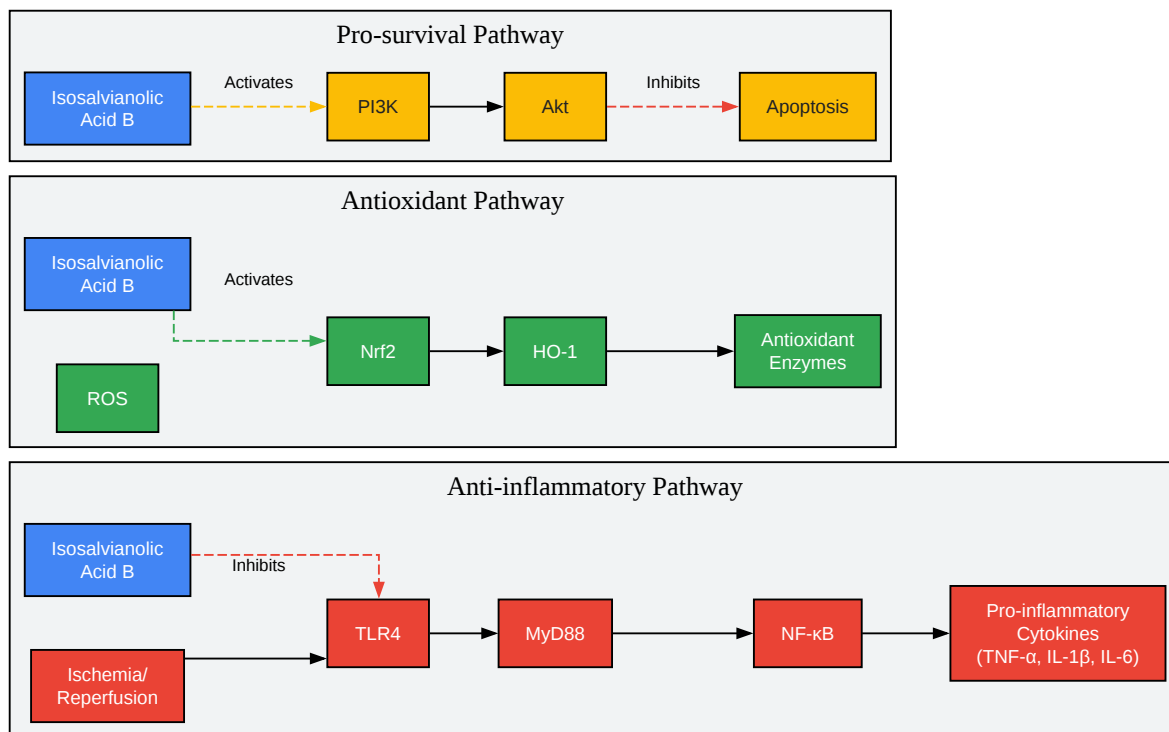 Pro-survival Pathway
Isosalvianolic
Acid B
Activates
PI3K
Akt
Inhibits
Apoptosis
Antioxidant Pathway
Isosalvianolic
Acid B
Activates
Nrf2
HO-1
Antioxidant
Enzymes
ROS
Anti-inflammatory Pathway
Isosalvianolic
Acid B
Inhibits
TLR4
MyD88
NF-κB
Pro-inflammatory
Cytokines
(TNF-α, IL-1β, IL-6)
Ischemia/
Reperfusion